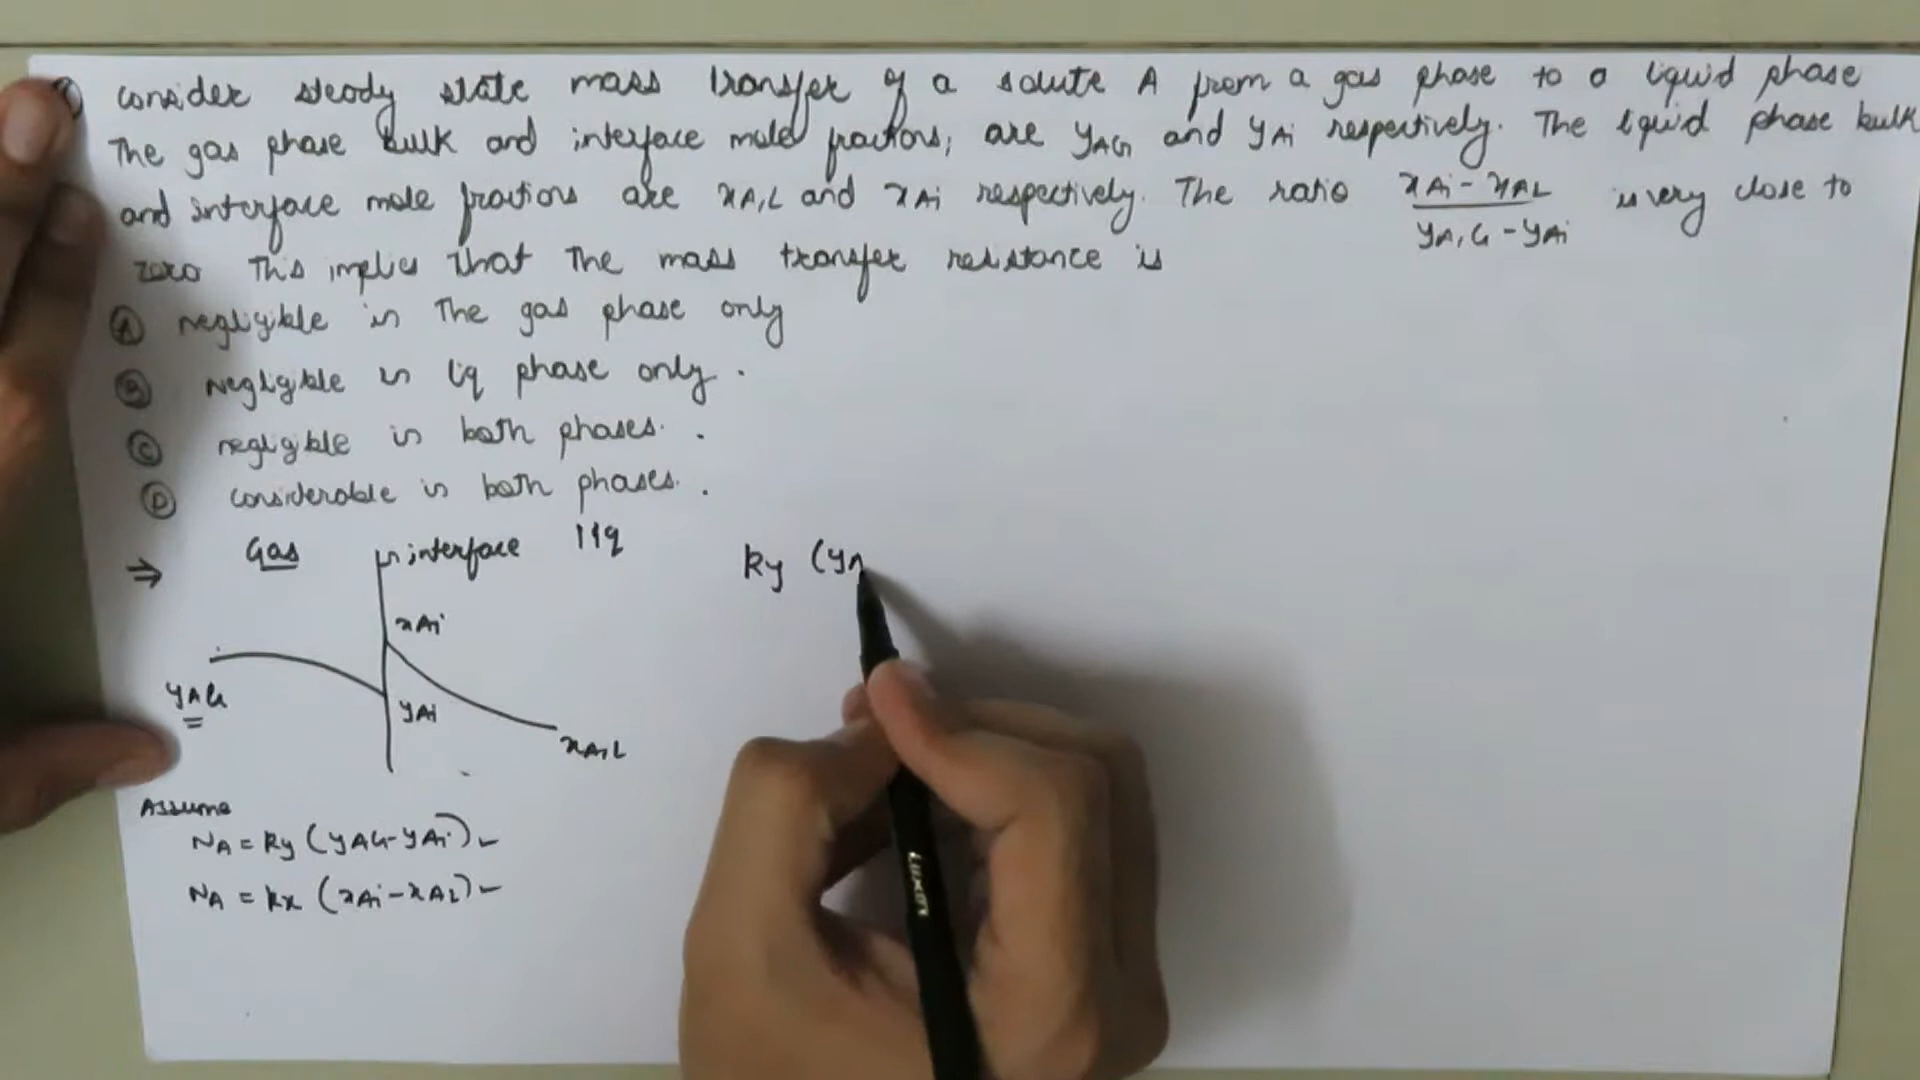 consider steady state mass transfer of a solute A from a gas phase to a liquid phase
The gas phase bulk and interface mole fractions, are yAG and yAi respectively. The liquid phase bulk
and interface mole fractions are xA,L and xAi respectively. The ratio xAi - xAL / yA,G - yAi is very close to
zero This implies that the mass transfer resistance is
A negligible in the gas phase only
B Negligible in liq phase only.
C negligible in both phases.
D considerable in both phases.
⇒ Gas interface liq
ky (yA
xAi
yAG
yAi
xA,L
Assume
NA = ky (yAG - yAi)
NA = kx (xAi - xAL)
LUXOR